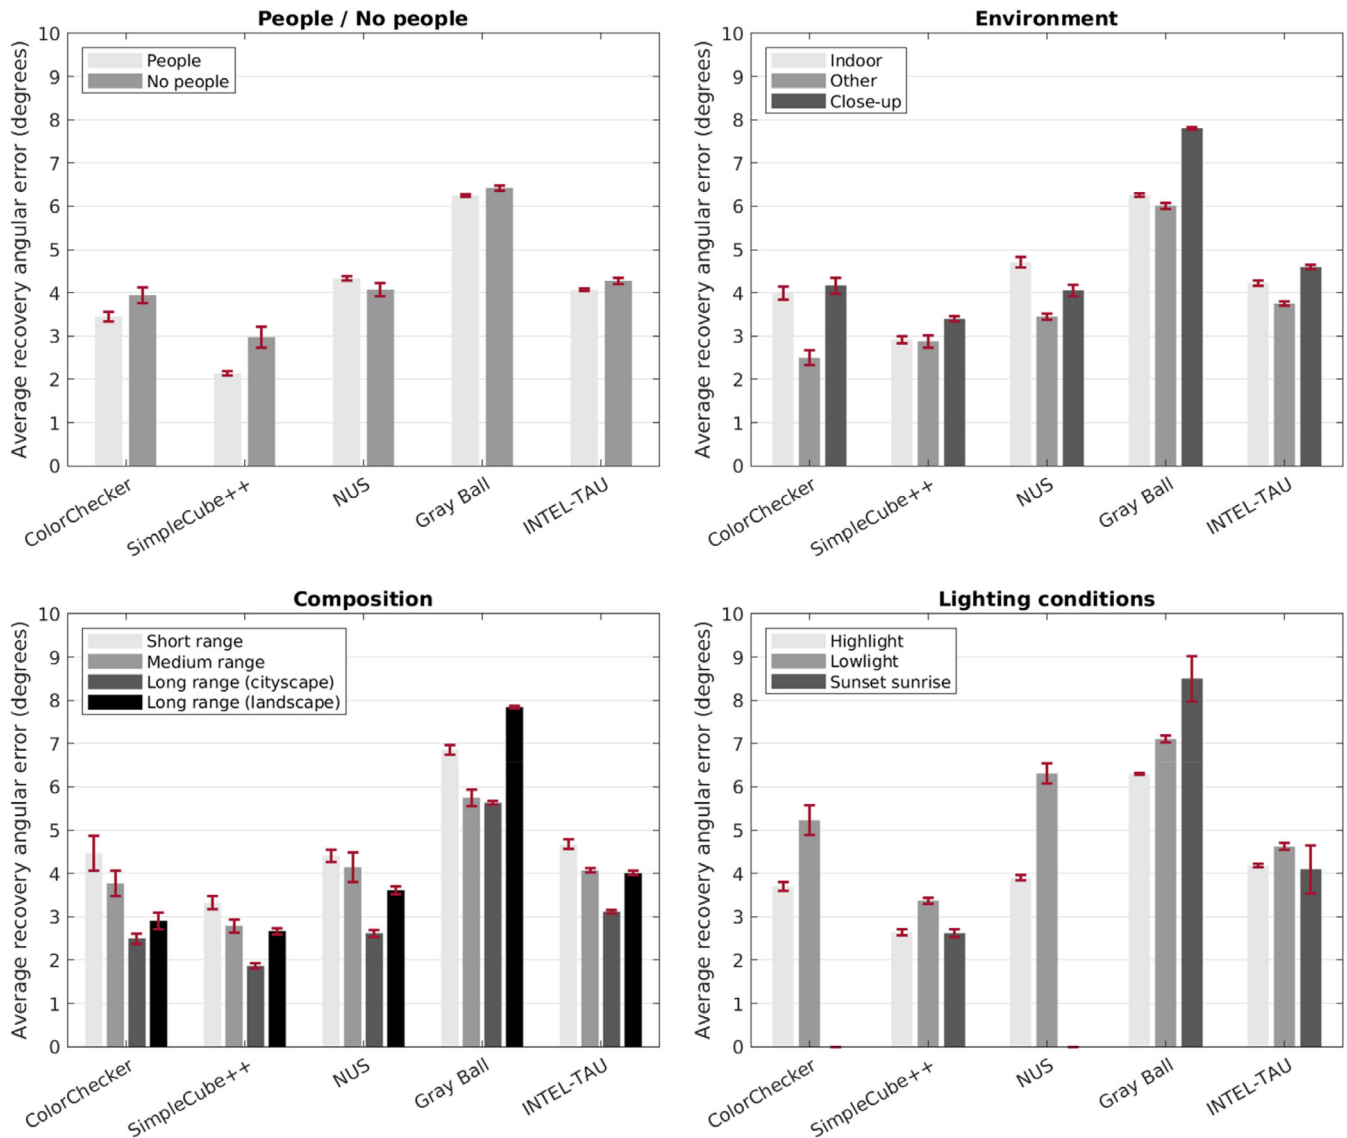 People / No people
Average recovery angular error (degrees)
10
9
8
7
6
5
4
3
2
1
0
People
No people
ColorChecker
SimpleCube++
NUS
Gray Ball
INTEL-TAU
Environment
Average recovery angular error (degrees)
10
9
8
7
6
5
4
3
2
1
0
Indoor
Other
Close-up
ColorChecker
SimpleCube++
NUS
Gray Ball
INTEL-TAU
Composition
Average recovery angular error (degrees)
10
9
8
7
6
5
4
3
2
1
0
Short range
Medium range
Long range (cityscape)
Long range (landscape)
ColorChecker
SimpleCube++
NUS
Gray Ball
INTEL-TAU
Lighting conditions
Average recovery angular error (degrees)
10
9
8
7
6
5
4
3
2
1
0
Highlight
Lowlight
Sunset sunrise
ColorChecker
SimpleCube++
NUS
Gray Ball
INTEL-TAU